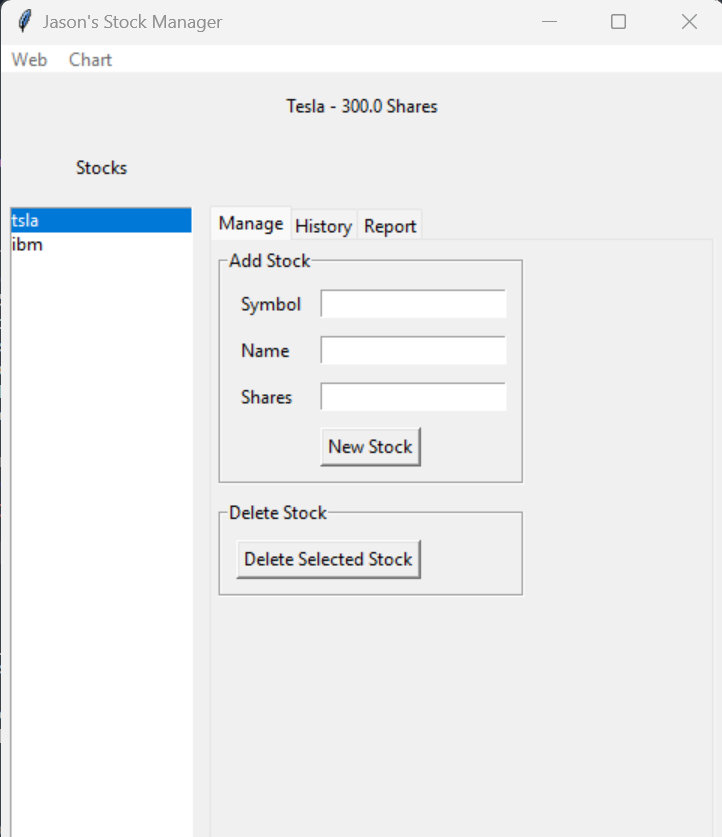 Jason's Stock Manager
Web Chart
Tesla - 300.0 Shares
Stocks
tsla
ibm
Manage History Report
Add Stock
Symbol
Name
Shares
New Stock
Delete Stock
Delete Selected Stock